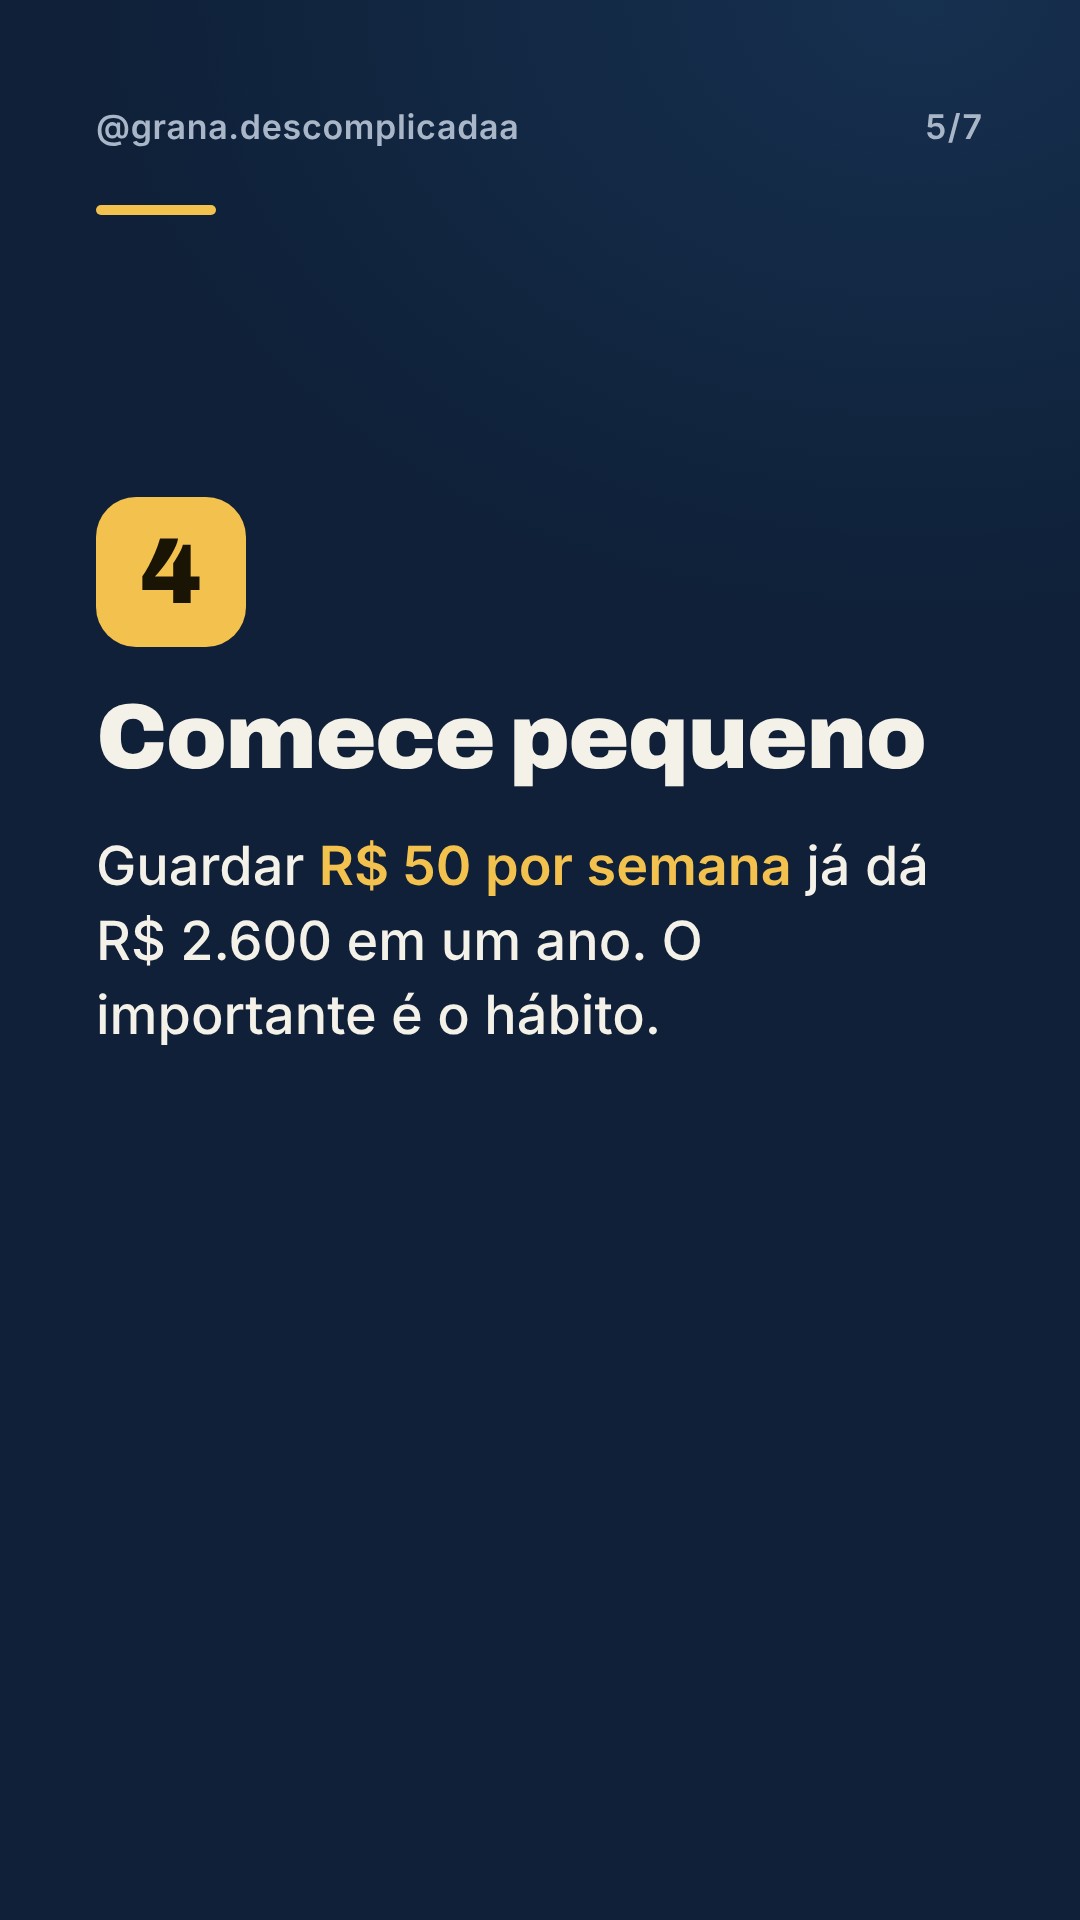 @grana.descomplicadaa
5/7
4
Comece pequeno
Guardar R$ 50 por semana já dá
R$ 2.600 em um ano. O
importante é o hábito.